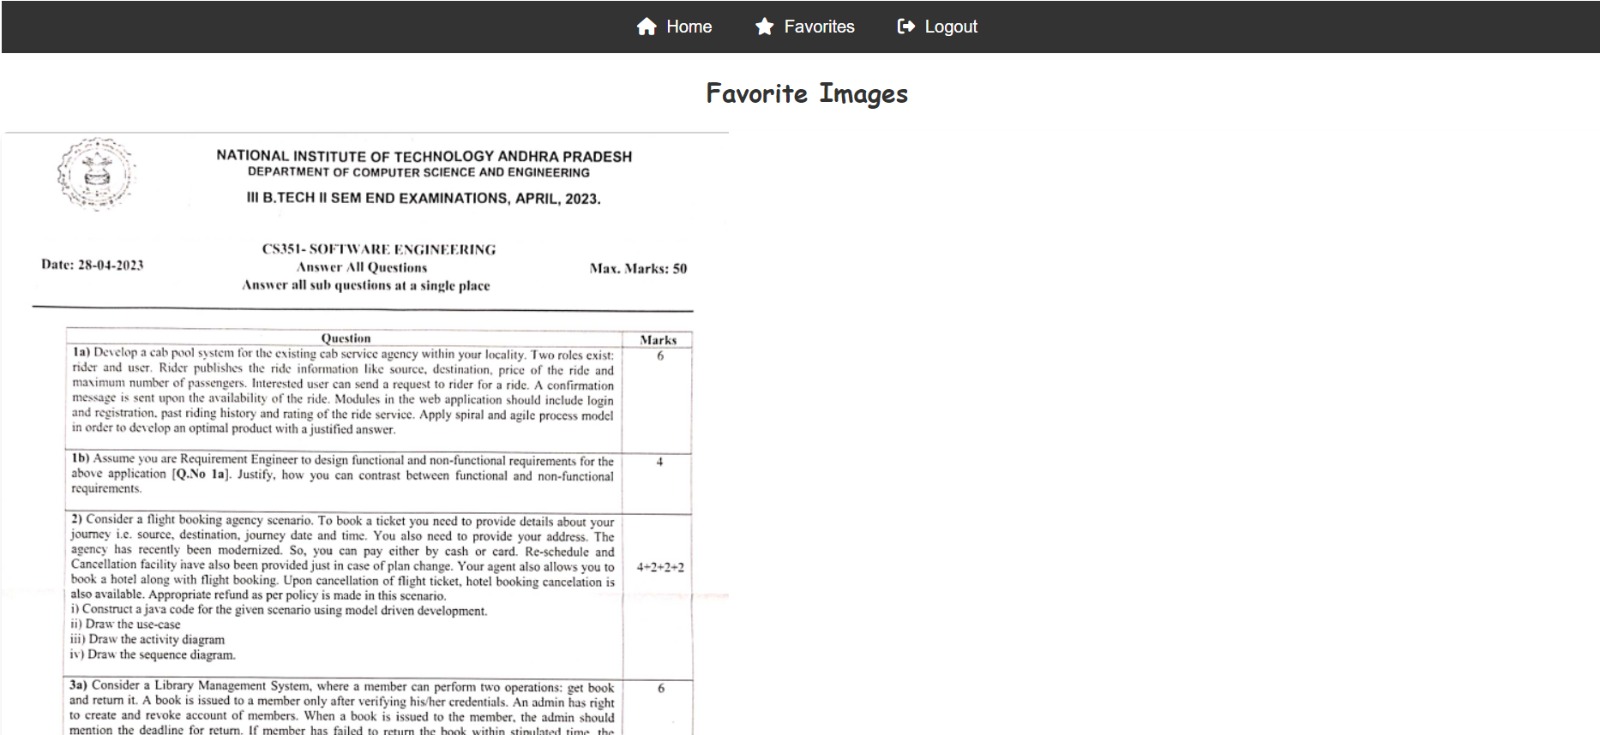 Home Favorites Logout
Favorite Images
NATIONAL INSTITUTE OF TECHNOLOGY ANDHRA PRADESH
DEPARTMENT OF COMPUTER SCIENCE AND ENGINEERING
III B.TECH II SEM END EXAMINATIONS, APRIL, 2023.
CS351- SOFTWARE ENGINEERING
Date: 28-04-2023
Answer All Questions
Max. Marks: 50
Answer all sub questions at a single place
Question Marks
1a) Develop a cab pool system for the existing cab service agency within your locality. Two roles exist: 6
rider and user. Rider publishes the ride information like source, destination, price of the ride and
maximum number of passengers. Interested user can send a request to rider for a ride. A confirmation
message is sent upon the availability of the ride. Modules in the web application should include login
and registration, past riding history and rating of the ride service. Apply spiral and agile process model
in order to develop an optimal product with a justified answer.
1b) Assume you are Requirement Engineer to design functional and non-functional requirements for the 4
above application [Q.No 1a]. Justify, how you can contrast between functional and non-functional
requirements.
2) Consider a flight booking agency scenario. To book a ticket you need to provide details about your
journey i.e. source, destination, journey date and time. You also need to provide your address. The
agency has recently been modernized. So, you can pay either by cash or card. Re-schedule and
Cancellation facility have also been provided just in case of plan change. Your agent also allows you to 4+2+2+2
book a hotel along with flight booking. Upon cancellation of flight ticket, hotel booking cancelation is
also available. Appropriate refund as per policy is made in this scenario.
i) Construct a java code for the given scenario using model driven development.
ii) Draw the use-case
iii) Draw the activity diagram
iv) Draw the sequence diagram.
3a) Consider a Library Management System, where a member can perform two operations: get book 6
and return it. A book is issued to a member only after verifying his/her credentials. An admin has right
to create and revoke account of members. When a book is issued to the member, the admin should
mention the deadline for return. If member has failed to return the book within stipulated time, the